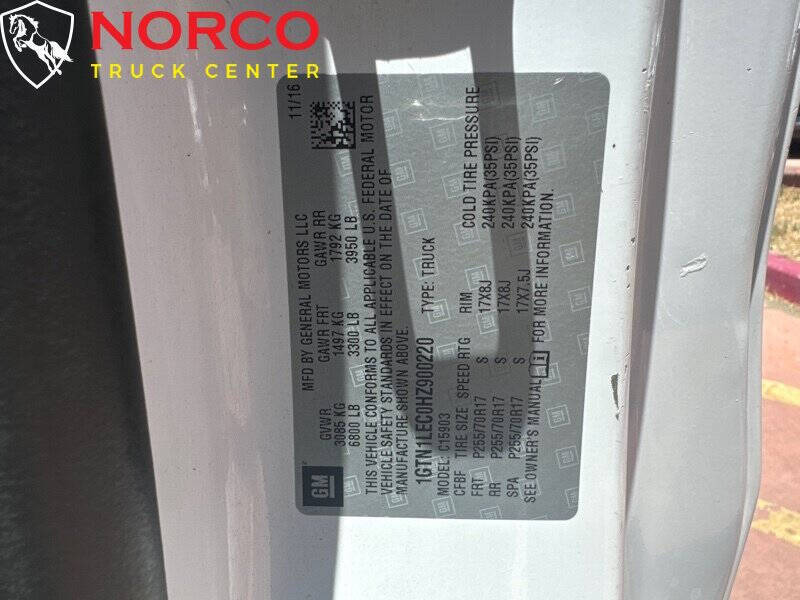 NORCO
TRUCK CENTER
GM
MFD BY GENERAL MOTORS LLC
11/16
GVWR GAWR FRT GAWR RR
3085 KG 1497 KG 1792 KG
6800 LB 3300 LB 3950 LB
THIS VEHICLE CONFORMS TO ALL APPLICABLE U.S. FEDERAL MOTOR
VEHICLE SAFETY STANDARDS IN EFFECT ON THE DATE OF
MANUFACTURE SHOWN ABOVE.
1GTN1LEC0HZ900220 TYPE: TRUCK
MODEL: C15903
CFBF TIRE SIZE SPEED RTG RIM COLD TIRE PRESSURE
FRT P255/70R17 S 17X8J 240KPA(35PSI)
RR P255/70R17 S 17X8J 240KPA(35PSI)
SPA P255/70R17 S 17X7.5J 240KPA(35PSI)
SEE OWNER'S MANUAL FOR MORE INFORMATION.